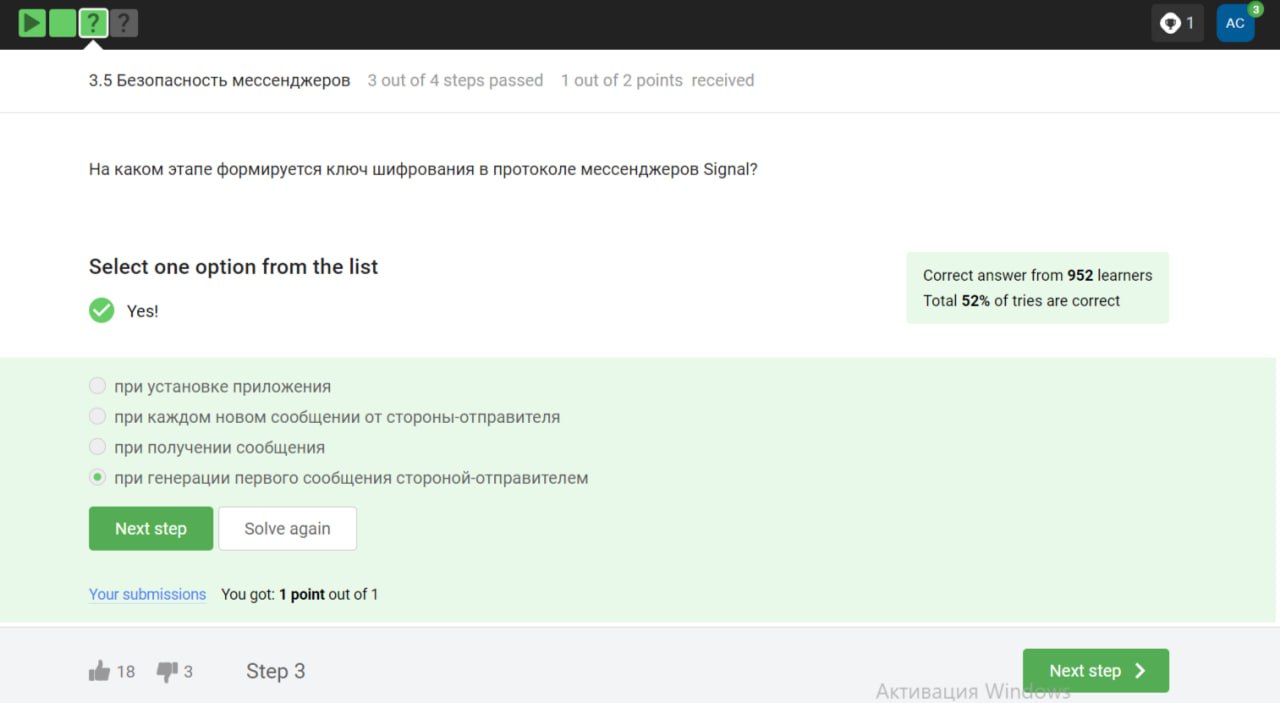 ? ?
1
AC
3
3.5 Безопасность мессенджеров 3 out of 4 steps passed 1 out of 2 points received
На каком этапе формируется ключ шифрования в протоколе мессенджеров Signal?
Select one option from the list
Yes!
Correct answer from 952 learners
Total 52% of tries are correct
при установке приложения
при каждом новом сообщении от стороны-отправителя
при получении сообщения
при генерации первого сообщения стороной-отправителем
Next step Solve again
Your submissions You got: 1 point out of 1
18 3 Step 3
Next step
Активация Windows